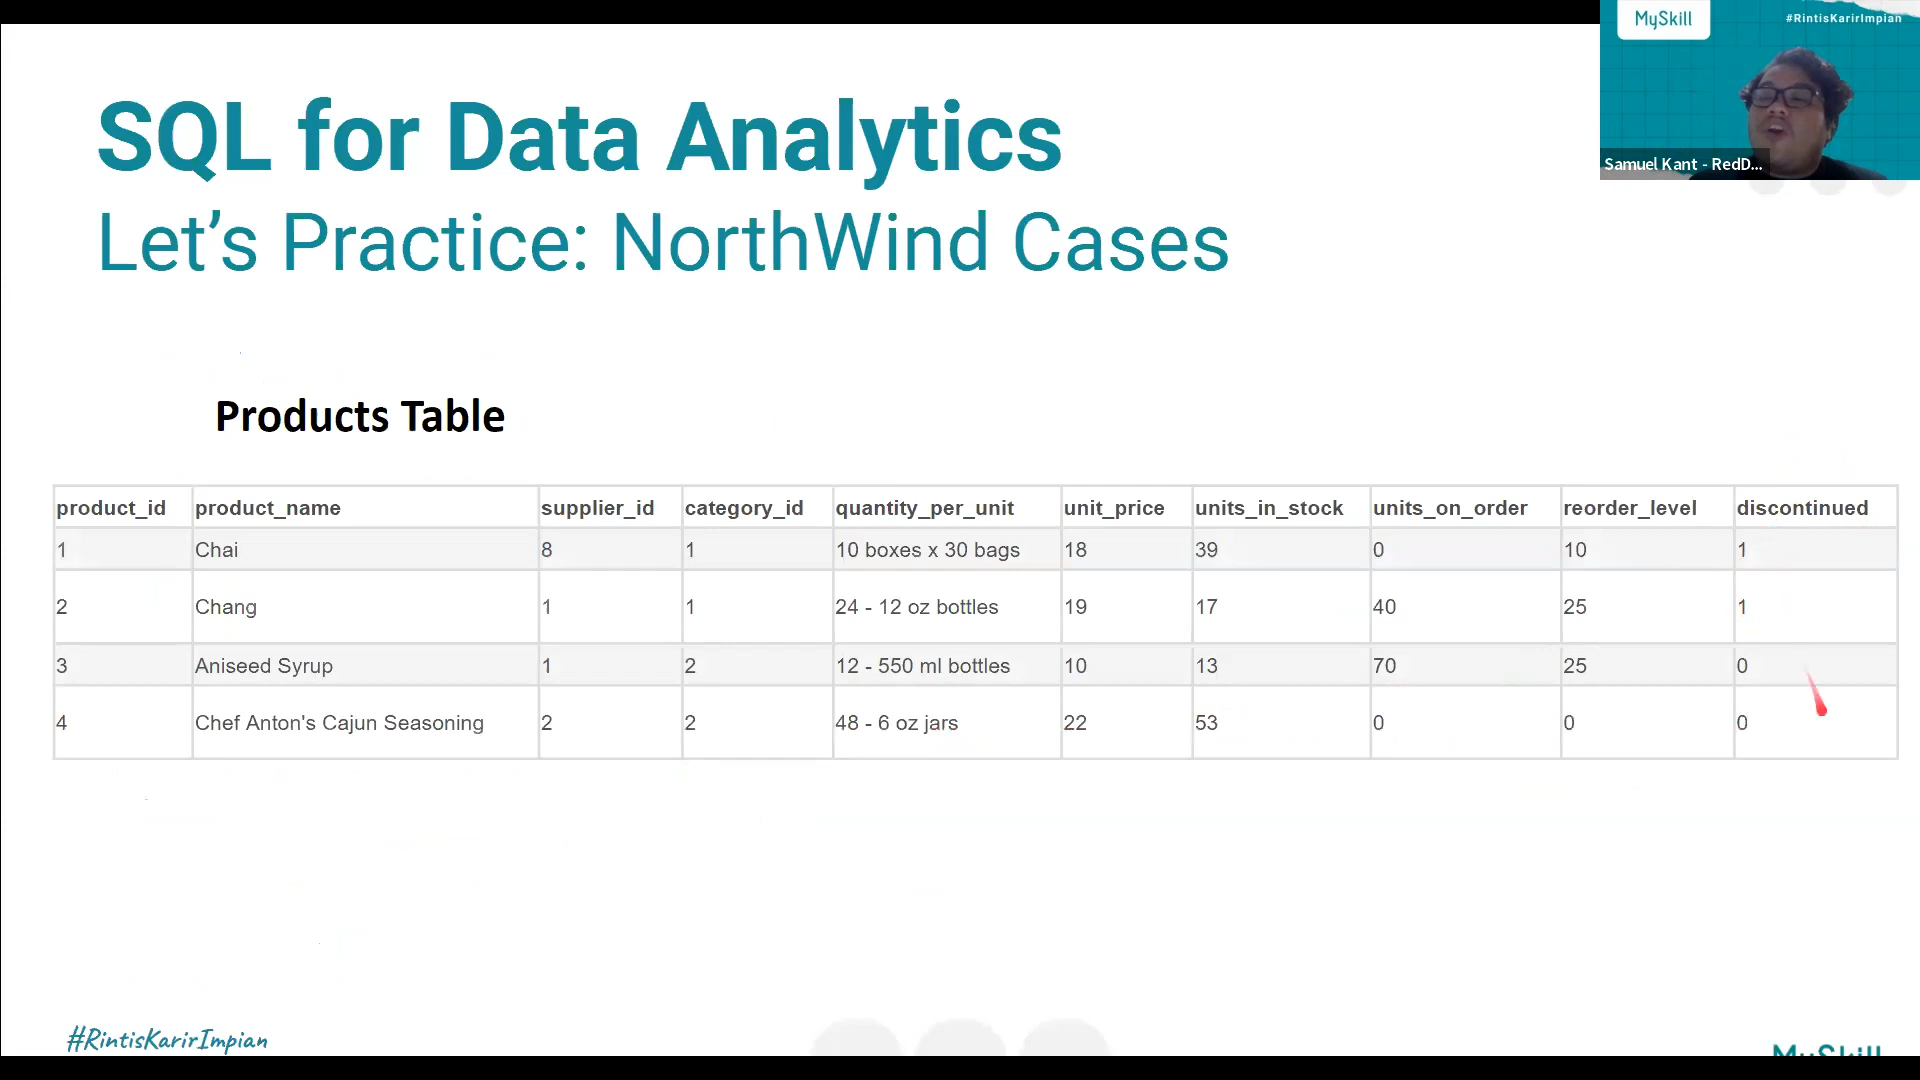 MySkill
#RintisKarirImpian
Samuel Kant - RedD...
SQL for Data Analytics
Let’s Practice: NorthWind Cases
Products Table
product_id product_name supplier_id category_id quantity_per_unit unit_price units_in_stock units_on_order reorder_level discontinued
1 Chai 8 1 10 boxes x 30 bags 18 39 0 10 1
2 Chang 1 1 24 - 12 oz bottles 19 17 40 25 1
3 Aniseed Syrup 1 2 12 - 550 ml bottles 10 13 70 25 0
4 Chef Anton's Cajun Seasoning 2 2 48 - 6 oz jars 22 53 0 0 0
#RintisKarirImpian
MySkill